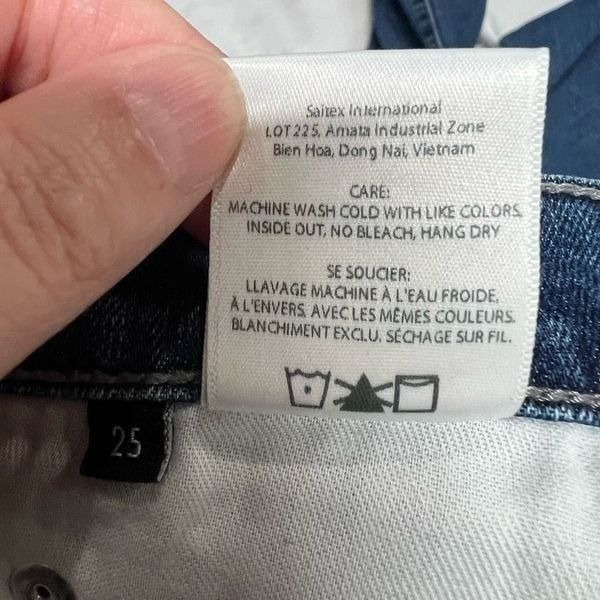 Saitex International
LOT 225, Amata Industrial Zone
Bien Hoa, Dong Nai, Vietnam
CARE:
MACHINE WASH COLD WITH LIKE COLORS,
INSIDE OUT, NO BLEACH, HANG DRY
SE SOUCIER:
LLAVAGE MACHINE À L'EAU FROIDE,
À L'ENVERS, AVEC LES MÊMES COULEURS.
BLANCHIMENT EXCLU. SÉCHAGE SUR FIL.
25